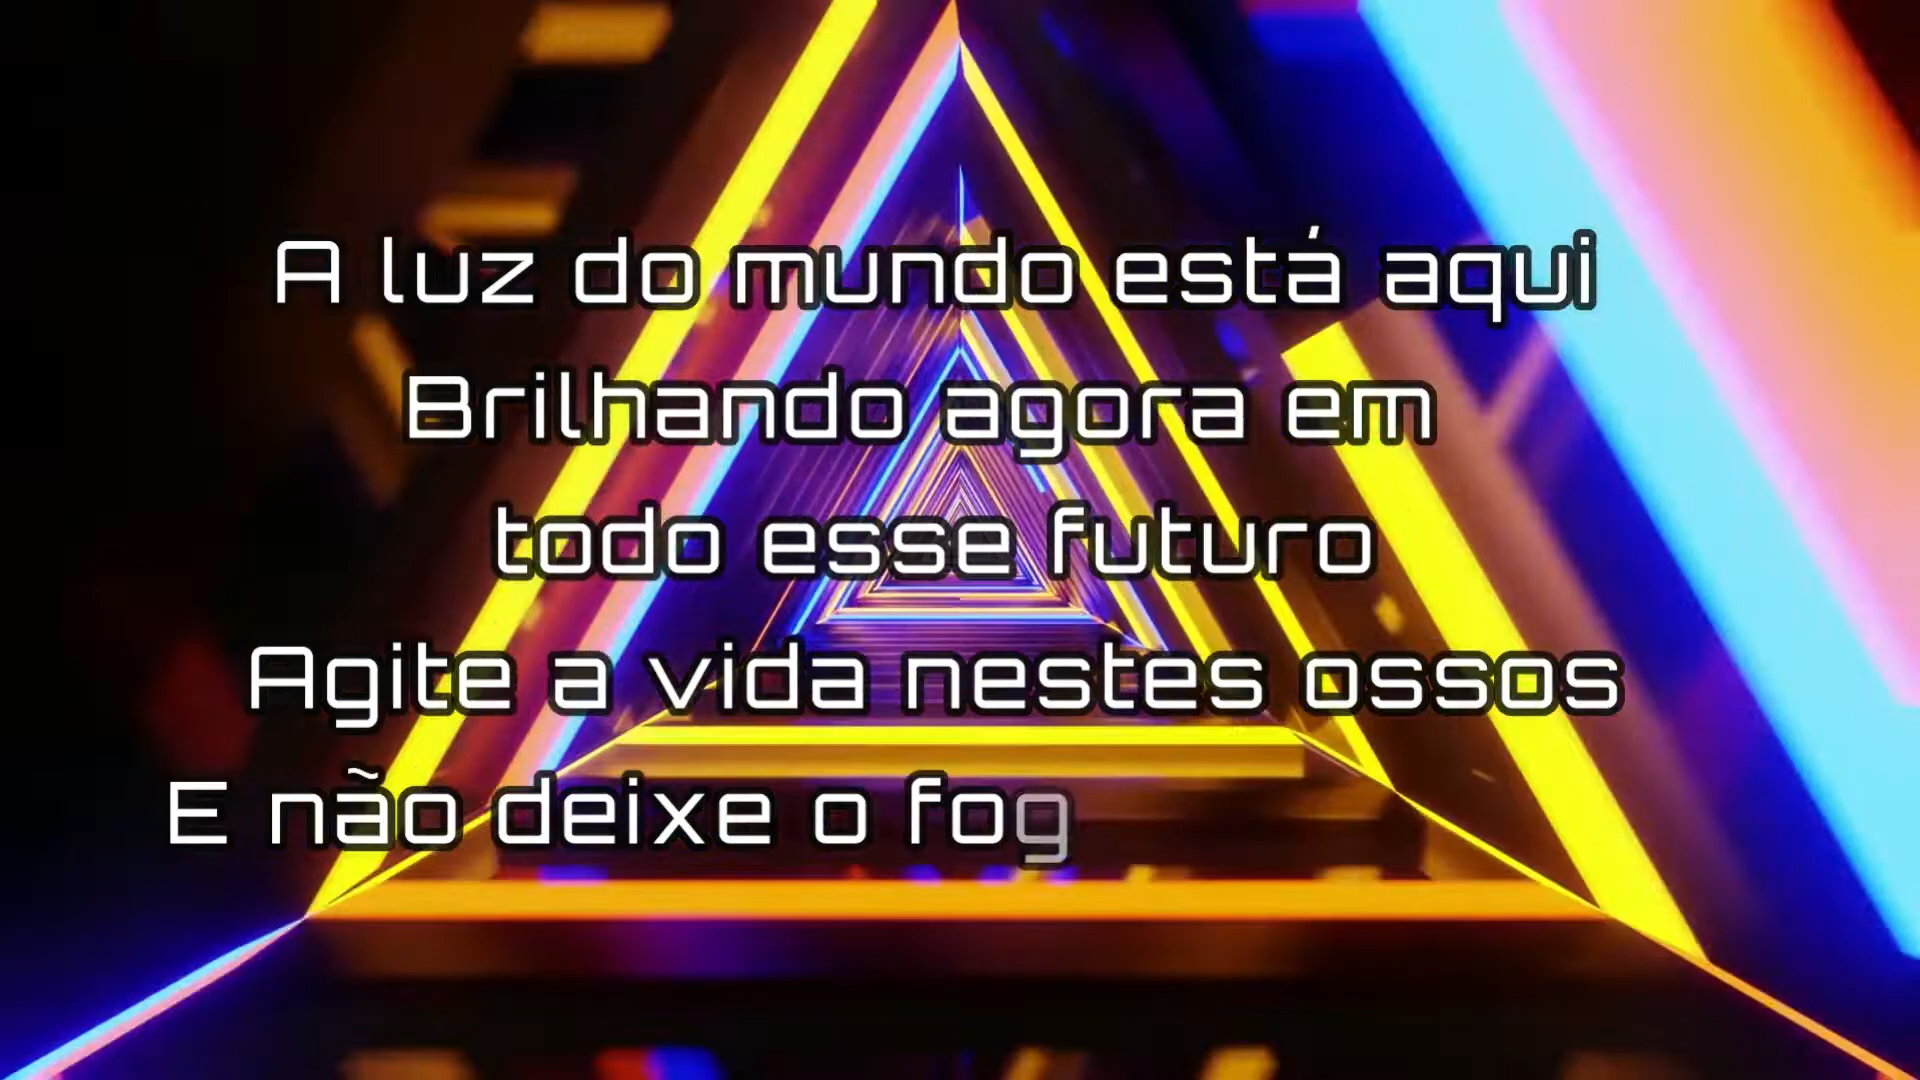 A luz do mundo está aqui
Brilhando agora em
todo esse futuro
Agite a vida nestes ossos
E não deixe o fog